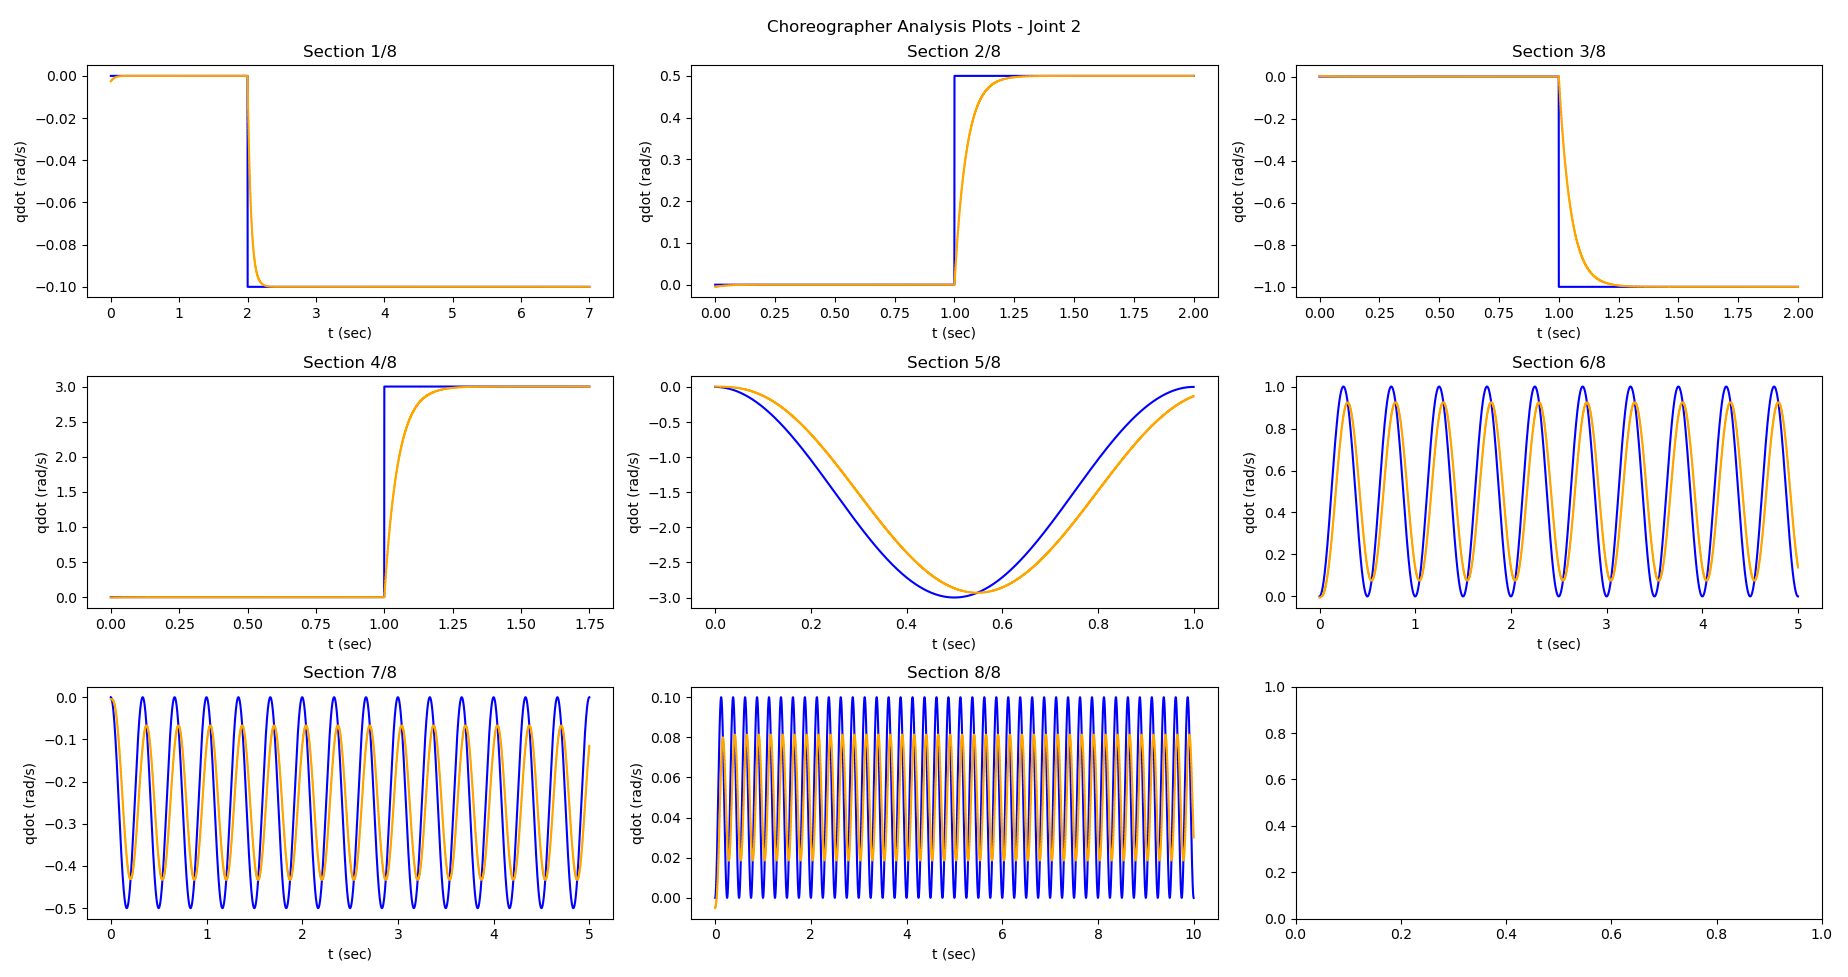 Choreographer Analysis Plots - Joint 2
Section 1/8
0.00
−0.02
−0.04
−0.06
−0.08
−0.10
qdot (rad/s)
0 1 2 3 4 5 6 7
t (sec)
Section 2/8
0.5
0.4
0.3
0.2
0.1
0.0
qdot (rad/s)
0.00 0.25 0.50 0.75 1.00 1.25 1.50 1.75 2.00
t (sec)
Section 3/8
0.0
−0.2
−0.4
−0.6
−0.8
−1.0
qdot (rad/s)
0.00 0.25 0.50 0.75 1.00 1.25 1.50 1.75 2.00
t (sec)
Section 4/8
3.0
2.5
2.0
1.5
1.0
0.5
0.0
qdot (rad/s)
0.00 0.25 0.50 0.75 1.00 1.25 1.50 1.75
t (sec)
Section 5/8
0.0
−0.5
−1.0
−1.5
−2.0
−2.5
−3.0
qdot (rad/s)
0.0 0.2 0.4 0.6 0.8 1.0
t (sec)
Section 6/8
1.0
0.8
0.6
0.4
0.2
0.0
qdot (rad/s)
0 1 2 3 4 5
t (sec)
Section 7/8
0.0
−0.1
−0.2
−0.3
−0.4
−0.5
qdot (rad/s)
0 1 2 3 4 5
t (sec)
Section 8/8
0.10
0.08
0.06
0.04
0.02
0.00
qdot (rad/s)
0 2 4 6 8 10
t (sec)
1.0
0.8
0.6
0.4
0.2
0.0
0.0 0.2 0.4 0.6 0.8 1.0